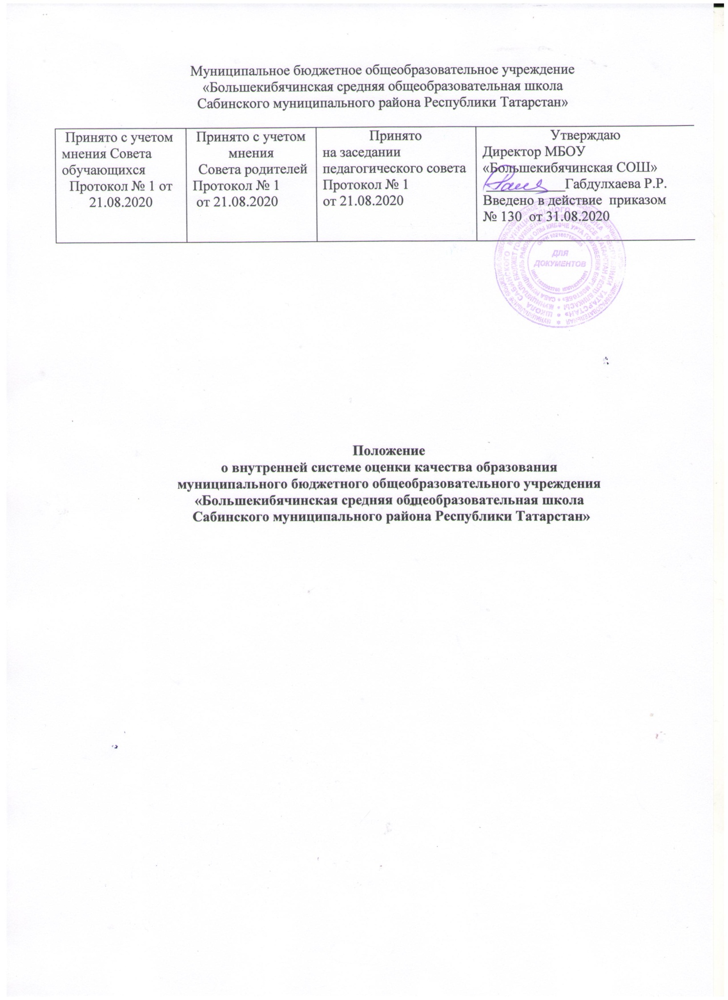 Муниципальное бюджетное общеобразовательное учреждение
«Большекибячинская средняя общеобразовательная школа
Сабинского муниципального района Республики Татарстан»
Принято с учетом
мнения Совета
обучающихся
Протокол № 1 от
21.08.2020
Принято с учетом
мнения
Совета родителей
Протокол № 1
от 21.08.2020
Принято
на заседании
педагогического совета
Протокол № 1
от 21.08.2020
Утверждаю
Директор МБОУ
«Большекибячинская СОШ»
____________Габдулхаева Р.Р.
Введено в действие приказом
№ 130 от 31.08.2020
ДЛЯ
ДОКУМЕНТОВ
Положение
о внутренней системе оценки качества образования
муниципального бюджетного общеобразовательного учреждения
«Большекибячинская средняя общеобразовательная школа
Сабинского муниципального района Республики Татарстан»